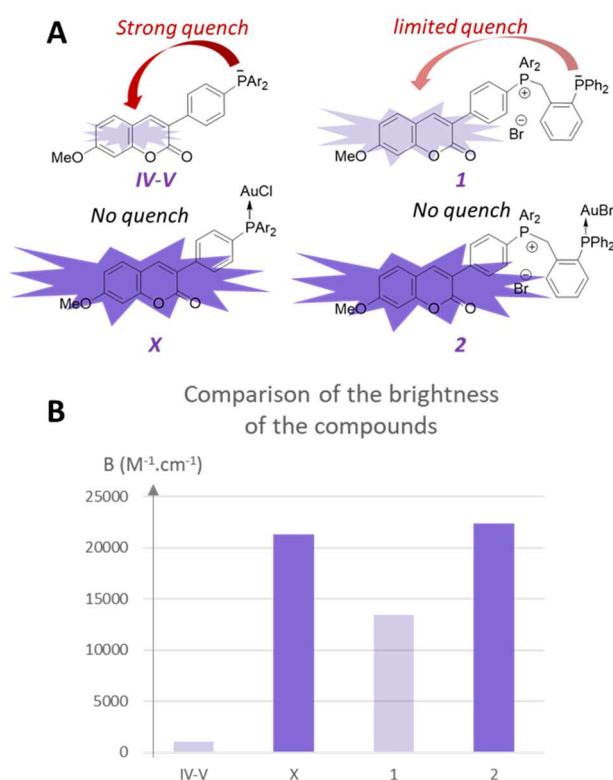 A
Strong quench
limited quench
PAr2
Ar2
P
⊕
PPh2
⊖
Br
MeO
O
O
IV-V
MeO
O
O
1
AuCl
No quench
PAr2
No quench
Ar2
P
⊕
AuBr
PPh2
⊖
Br
MeO
O
O
X
MeO
O
O
2
B
Comparison of the brightness
of the compounds
B (M-1.cm-1)
25000
20000
15000
10000
5000
0
IV-V
X
1
2